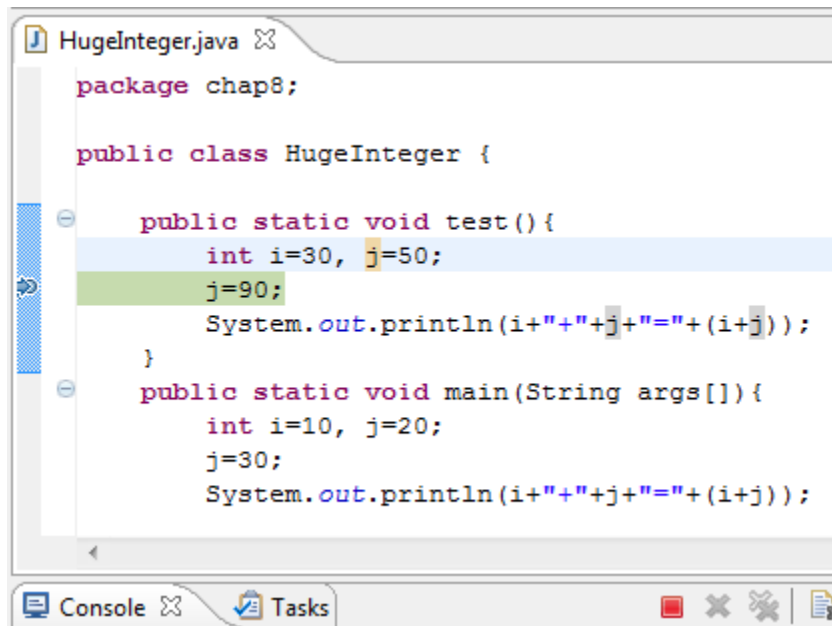 HugeInteger.java
package chap8;
public class HugeInteger {
public static void test(){
int i=30, j=50;
j=90;
System.out.println(i+"+"+j+"="+(i+j));
}
public static void main(String args[]){
int i=10, j=20;
j=30;
System.out.println(i+"+"+j+"="+(i+j));
Console Tasks